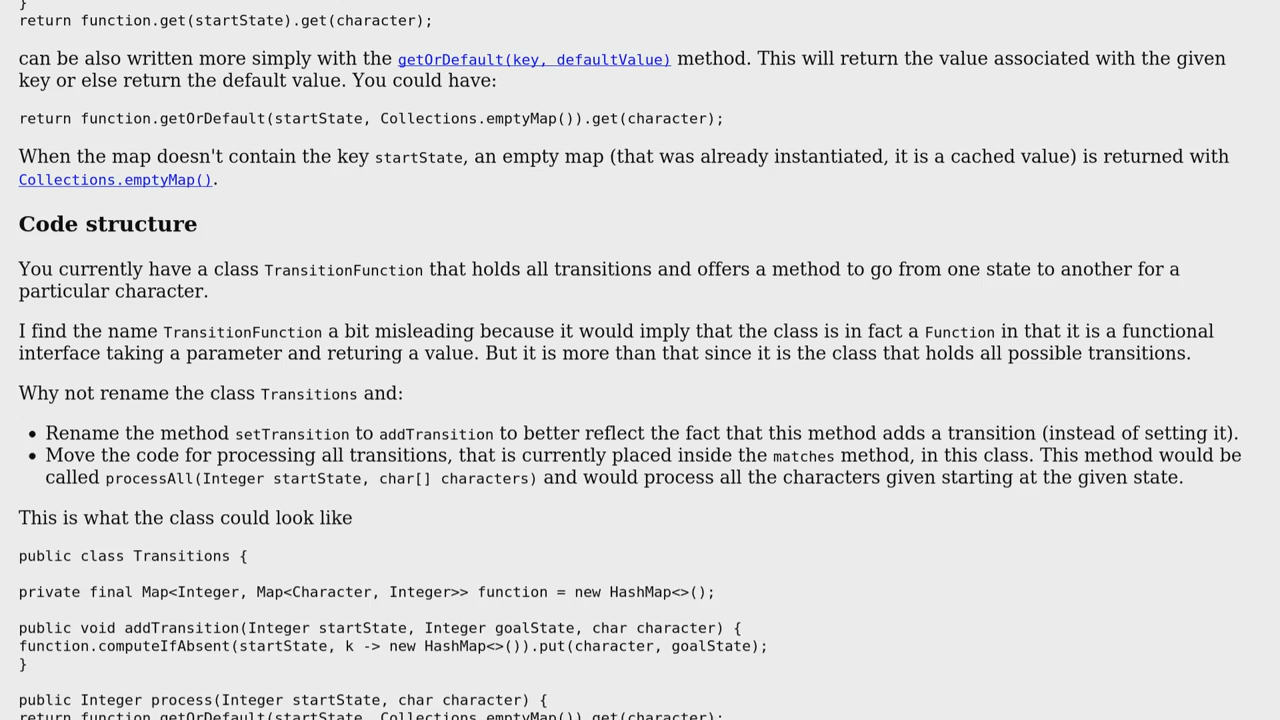 }
return function.get(startState).get(character);
can be also written more simply with the getOrDefault(key, defaultValue) method. This will return the value associated with the given
key or else return the default value. You could have:
return function.getOrDefault(startState, Collections.emptyMap()).get(character);
When the map doesn't contain the key startState, an empty map (that was already instantiated, it is a cached value) is returned with
Collections.emptyMap().
Code structure
You currently have a class TransitionFunction that holds all transitions and offers a method to go from one state to another for a
particular character.
I find the name TransitionFunction a bit misleading because it would imply that the class is in fact a Function in that it is a functional
interface taking a parameter and returing a value. But it is more than that since it is the class that holds all possible transitions.
Why not rename the class Transitions and:
• Rename the method setTransition to addTransition to better reflect the fact that this method adds a transition (instead of setting it).
• Move the code for processing all transitions, that is currently placed inside the matches method, in this class. This method would be
called processAll(Integer startState, char[] characters) and would process all the characters given starting at the given state.
This is what the class could look like
public class Transitions {
private final Map<Integer, Map<Character, Integer>> function = new HashMap<>();
public void addTransition(Integer startState, Integer goalState, char character) {
function.computeIfAbsent(startState, k -> new HashMap<>()).put(character, goalState);
}
public Integer process(Integer startState, char character) {
return function.getOrDefault(startState, Collections.emptyMap()).get(character);